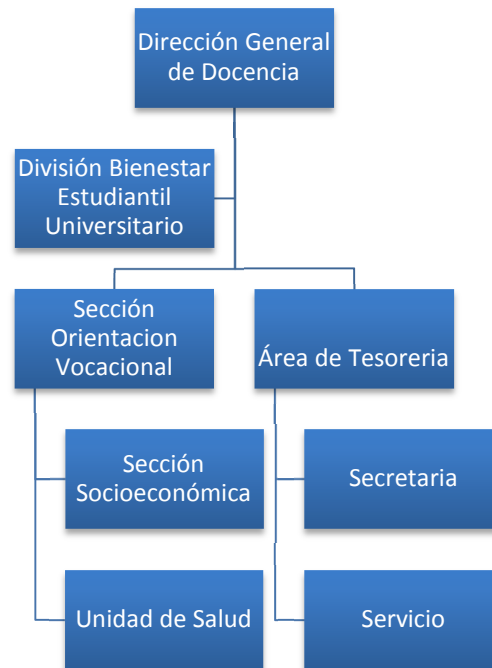 Dirección General
de Docencia
División Bienestar
Estudiantil
Universitario
Sección
Orientacion
Vocacional
Área de Tesoreria
Sección
Socioeconómica
Secretaria
Unidad de Salud
Servicio